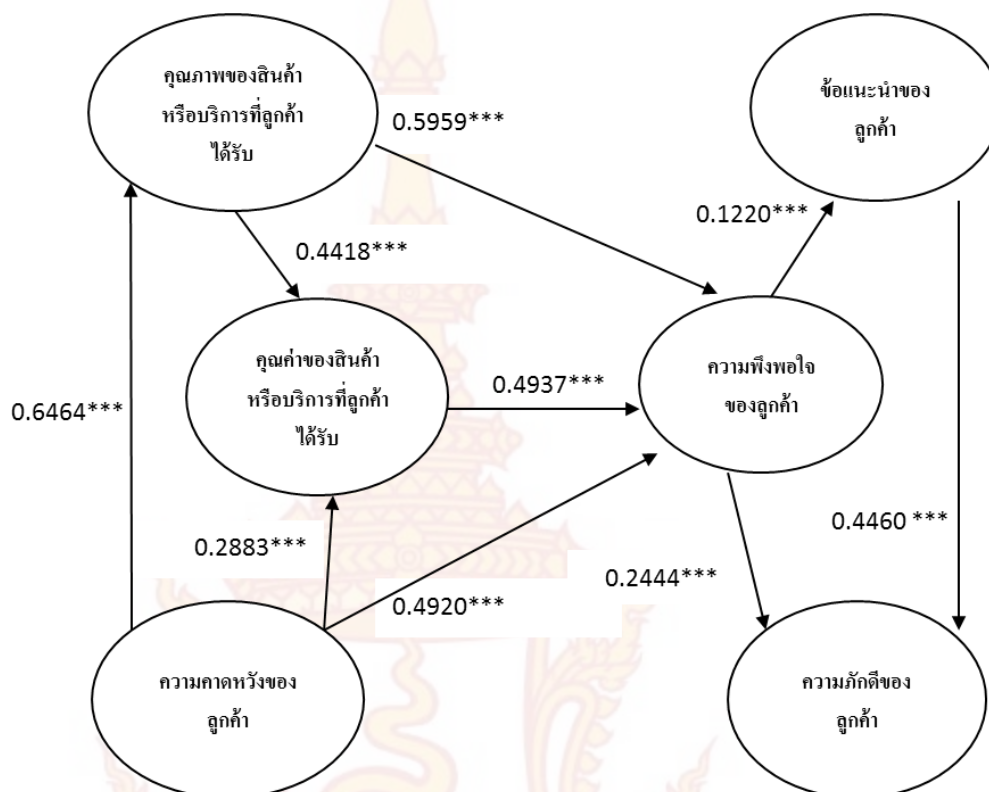 คุณภาพของสินค้า
หรือบริการที่ลูกค้า
ได้รับ
ข้อแนะนำของ
ลูกค้า
0.5959***
0.1220***
0.4418***
คุณค่าของสินค้า
หรือบริการที่ลูกค้า
ได้รับ
ความพึงพอใจ
ของลูกค้า
0.4937***
0.6464***
0.4460 ***
0.2883***
0.2444***
0.4920***
ความคาดหวังของ
ลูกค้า
ความภักดีของ
ลูกค้า